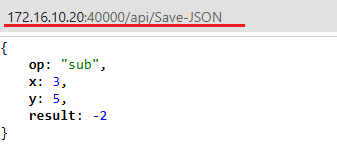 172.16.10.20:40000/api/Save-JSON
{
op: "sub",
x: 3,
y: 5,
result: -2
}